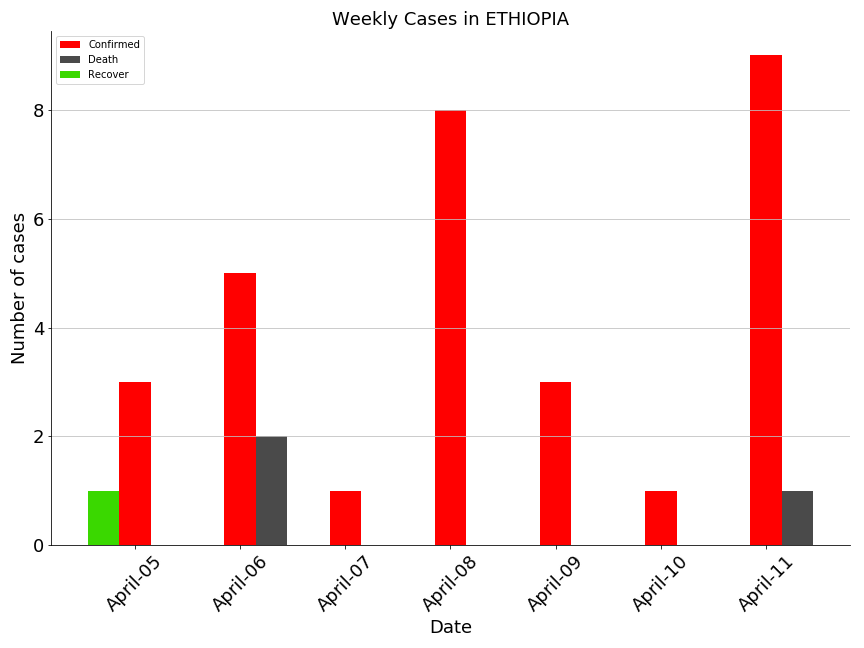 Weekly Cases in ETHIOPIA
Confirmed
Death
Recover
Number of cases
8
6
4
2
0
April-05
April-06
April-07
April-08
April-09
April-10
April-11
Date